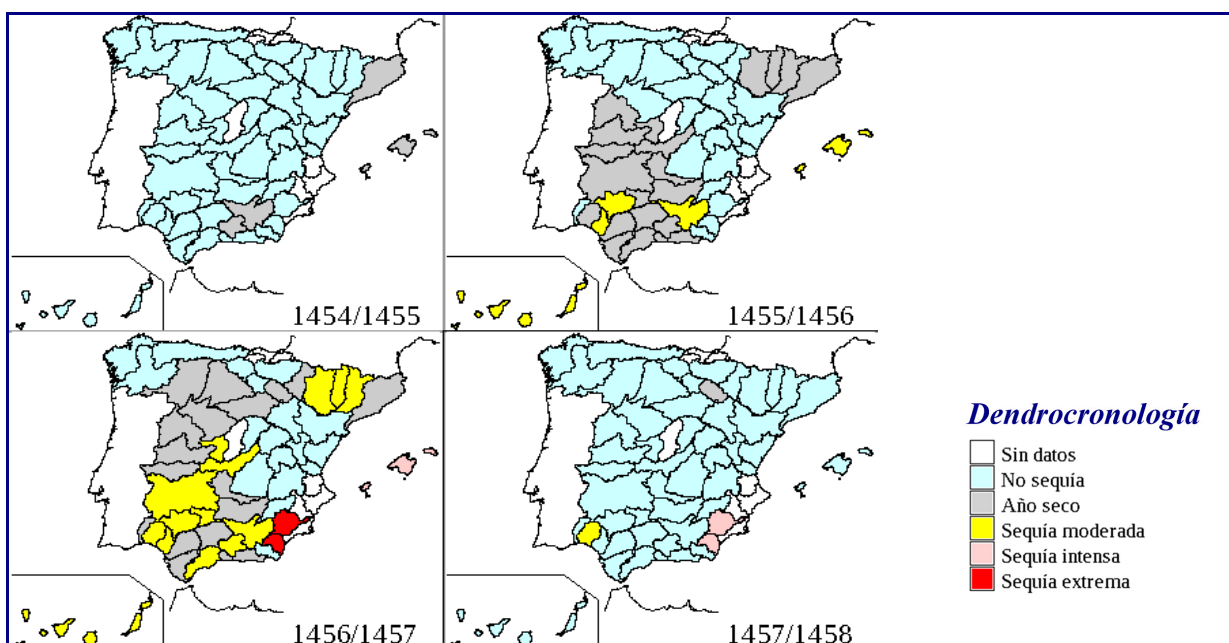 1454/1455
1455/1456
1456/1457
1457/1458
Dendrocronología
Sin datos
No sequía
Año seco
Sequía moderada
Sequía intensa
Sequía extrema